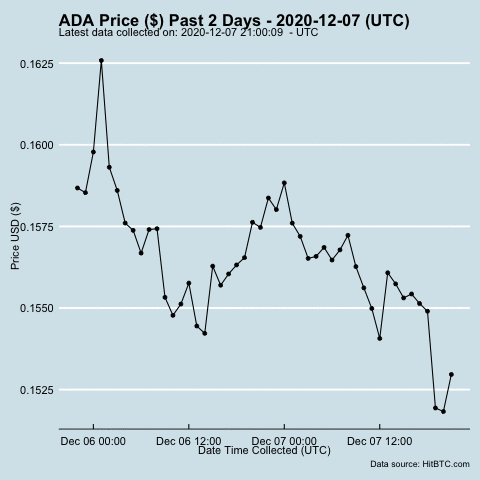 ADA Price ($) Past 2 Days - 2020-12-07 (UTC)
Latest data collected on: 2020-12-07 21:00:09 - UTC
Price USD ($)
0.1625
0.1600
0.1575
0.1550
0.1525
Dec 06 00:00 Dec 06 12:00 Dec 07 00:00 Dec 07 12:00
Date Time Collected (UTC)
Data source: HitBTC.com